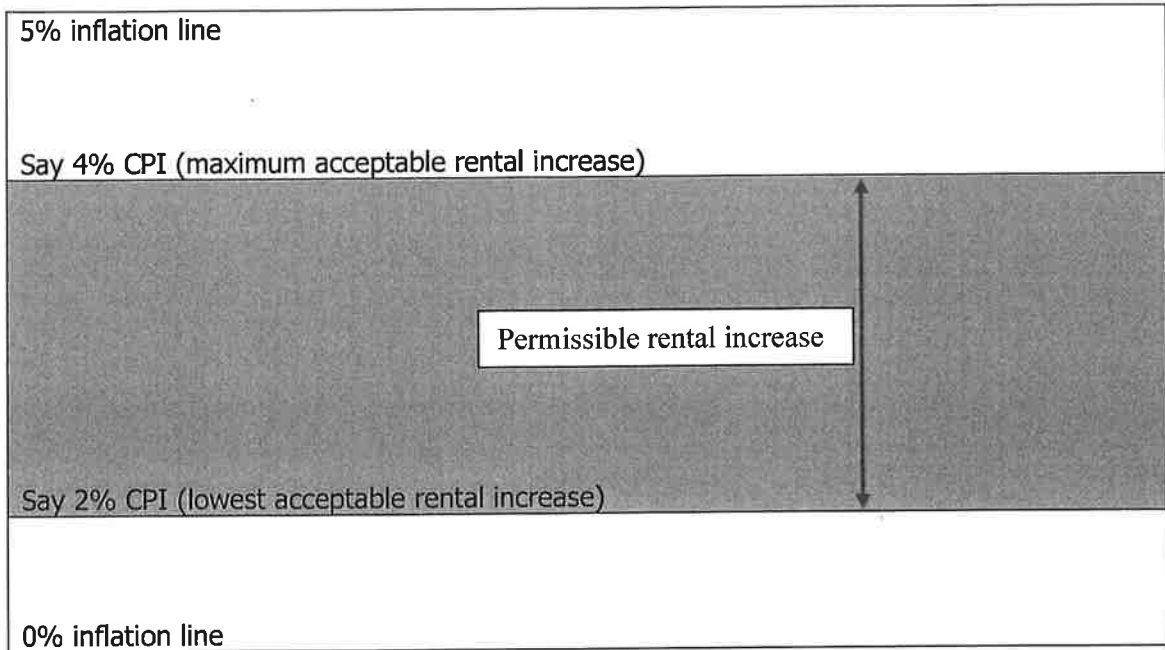 5% inflation line
Say 4% CPI (maximum acceptable rental increase)
Permissible rental increase
Say 2% CPI (lowest acceptable rental increase)
0% inflation line